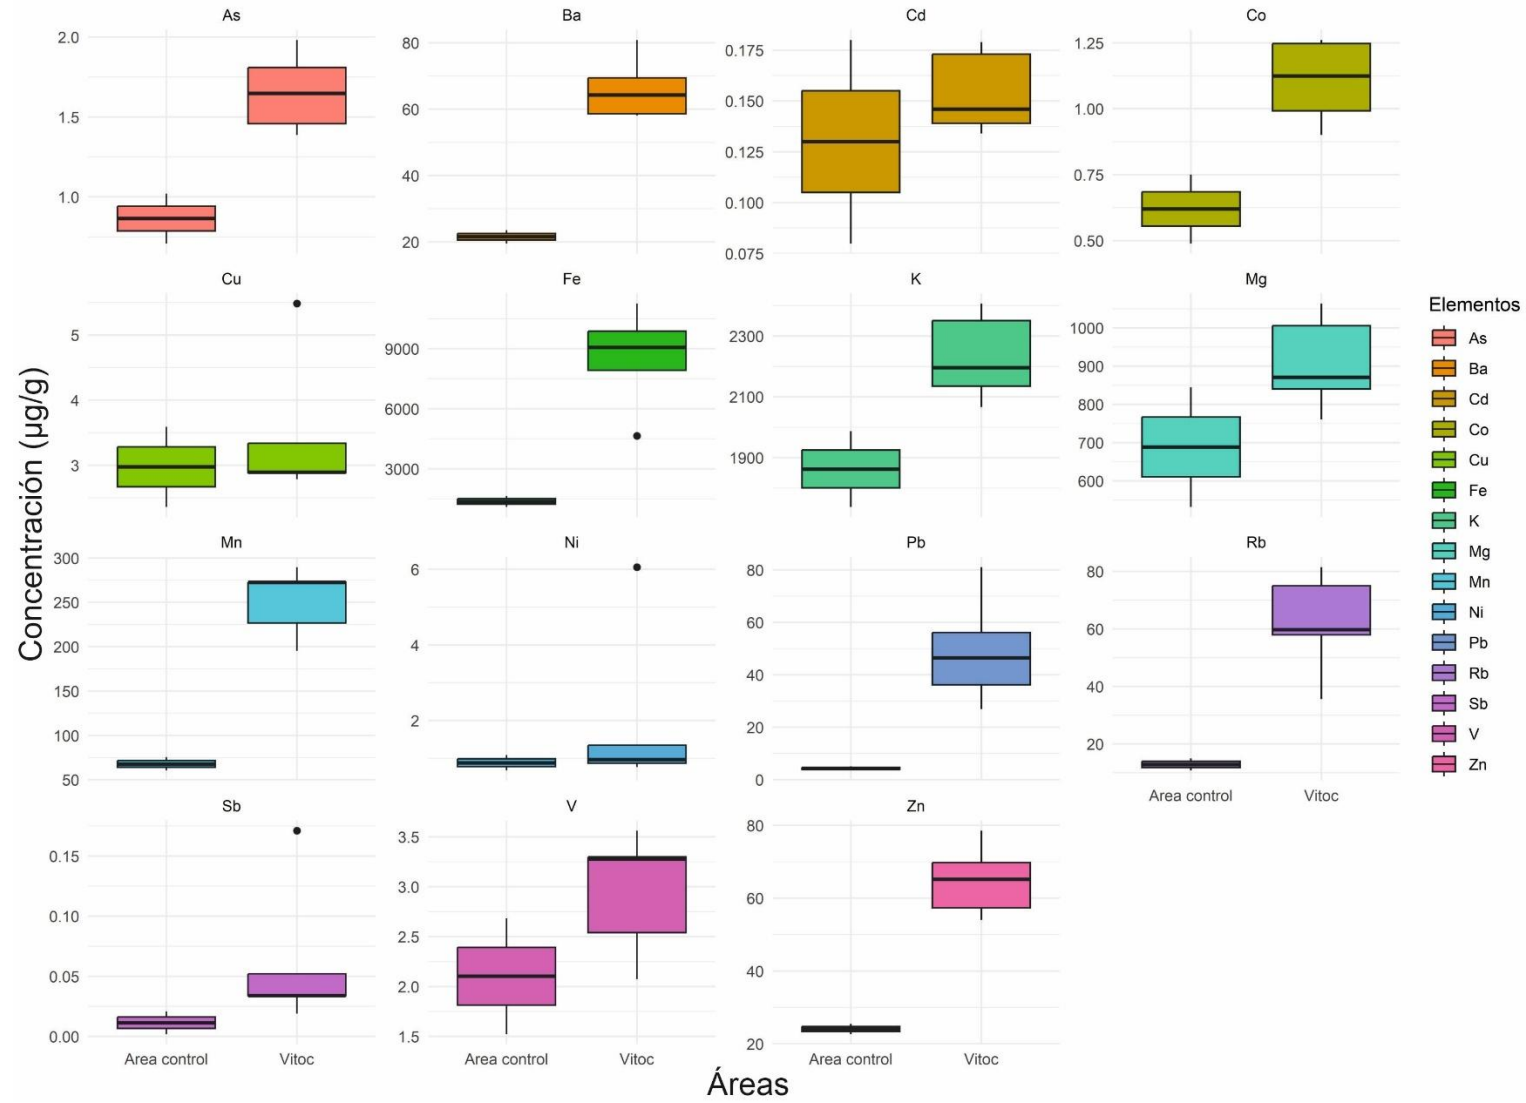 As Ba Cd Co
2.0
1.5
1.0
80
60
40
20
0.175
0.150
0.125
0.100
0.075
1.25
1.00
0.75
0.50
Cu Fe K Mg
5
4
3
9000
6000
3000
2300
2100
1900
1000
900
800
700
600
Mn Ni Pb Rb
300
250
200
150
100
50
6
4
2
80
60
40
20
0
80
60
40
20
Area control Vitoc
Sb V Zn
0.15
0.10
0.05
0.00
3.5
3.0
2.5
2.0
1.5
80
60
40
20
Area control Vitoc Area control Vitoc Area control Vitoc
Áreas
Concentración (µg/g)
Elementos
As
Ba
Cd
Co
Cu
Fe
K
Mg
Mn
Ni
Pb
Rb
Sb
V
Zn